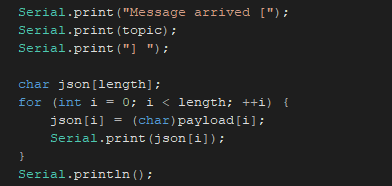 Serial.print("Message arrived [");
Serial.print(topic);
Serial.print("] ");
char json[length];
for (int i = 0; i < length; ++i) {
json[i] = (char)payload[i];
Serial.print(json[i]);
}
Serial.println();